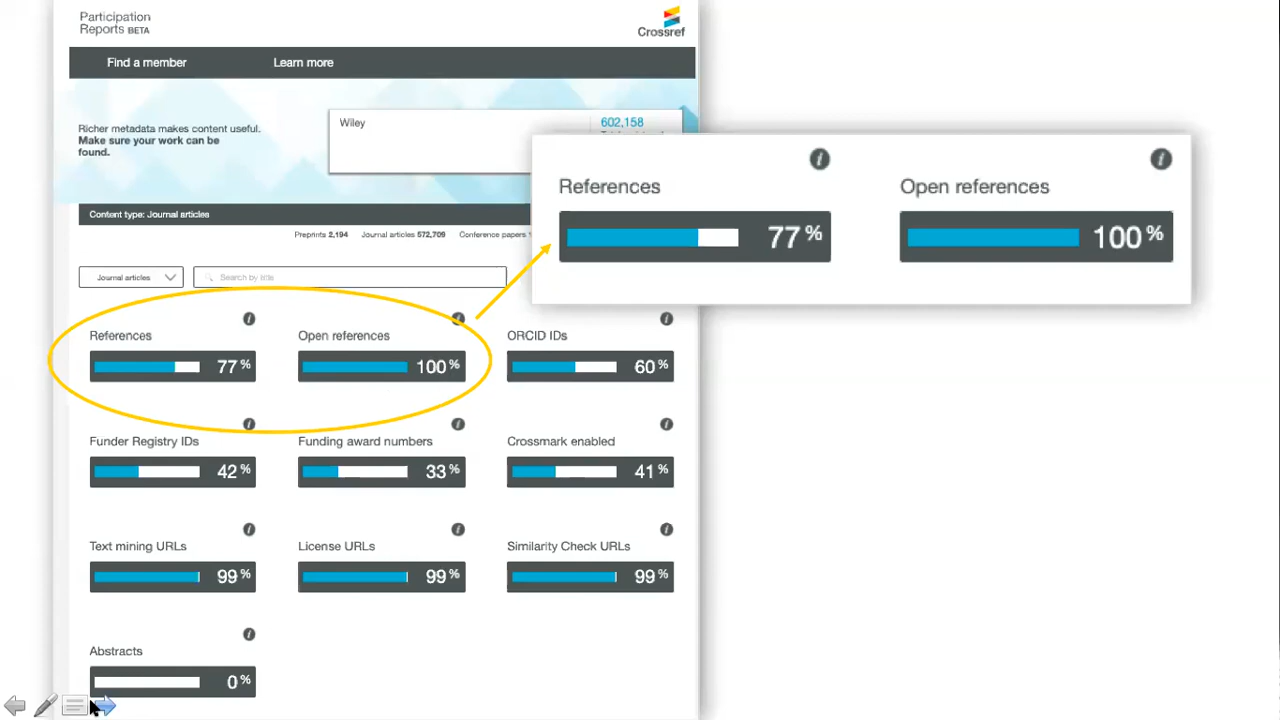 Participation
Reports BETA
Crossref
Find a member
Learn more
Richer metadata makes content useful.
Make sure your work can be
found.
Wiley
602,158
Content type: Journal articles
Preprints 2,194
Journal articles 572,709
Conference papers
Journal articles
Search by title
References
77%
Open references
100%
References
77%
Open references
100%
ORCID IDs
60%
Funder Registry IDs
42%
Funding award numbers
33%
Crossmark enabled
41%
Text mining URLs
99%
License URLs
99%
Similarity Check URLs
99%
Abstracts
0%